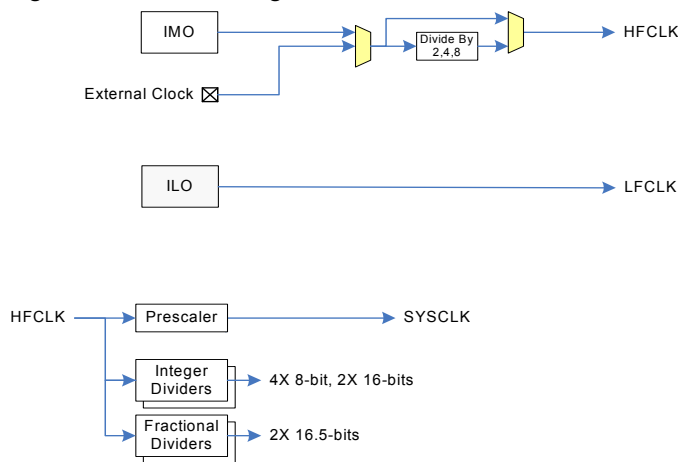 IMO
HFCLK
Divide By
2,4,8
External Clock
ILO
LFCLK
HFCLK
Prescaler
SYSCLK
Integer
Dividers
4X 8-bit, 2X 16-bits
Fractional
Dividers
2X 16.5-bits